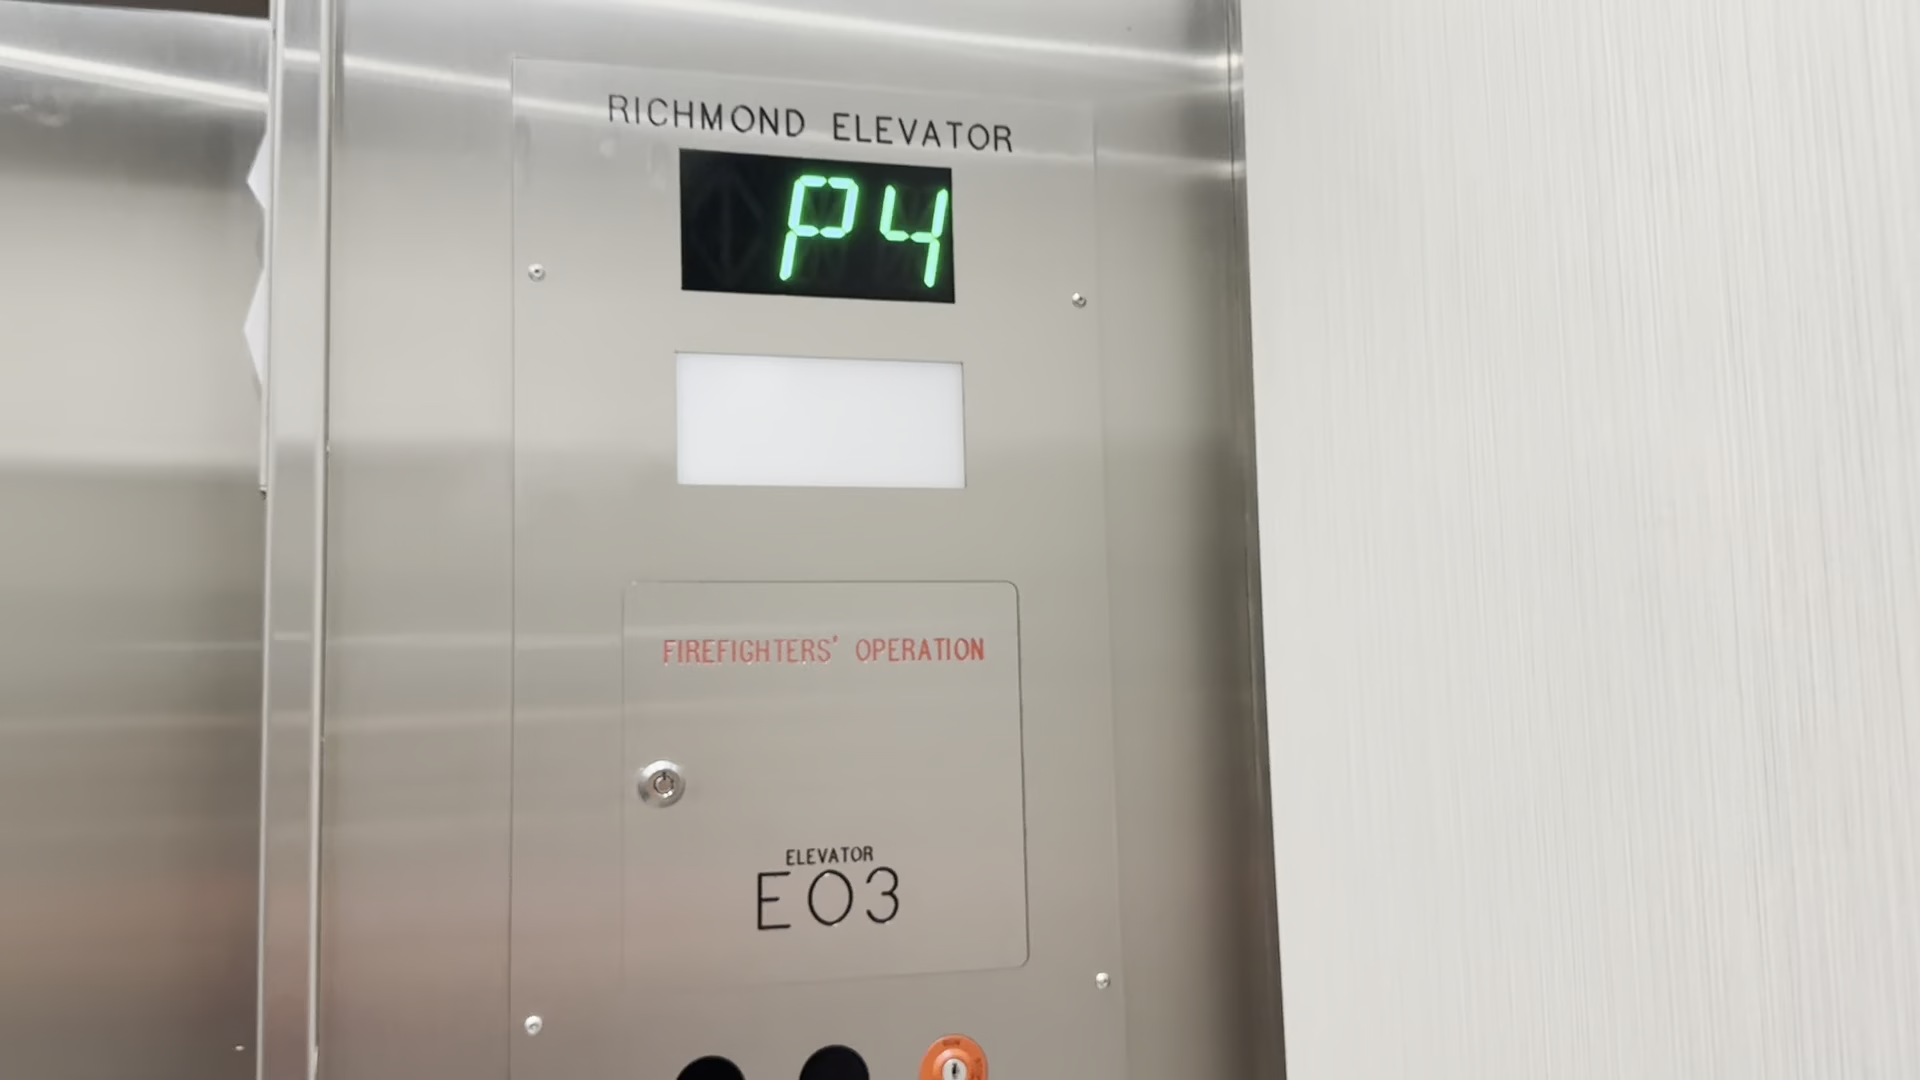 RICHMOND ELEVATOR
P4
FIREFIGHTERS' OPERATION
ELEVATOR
E03